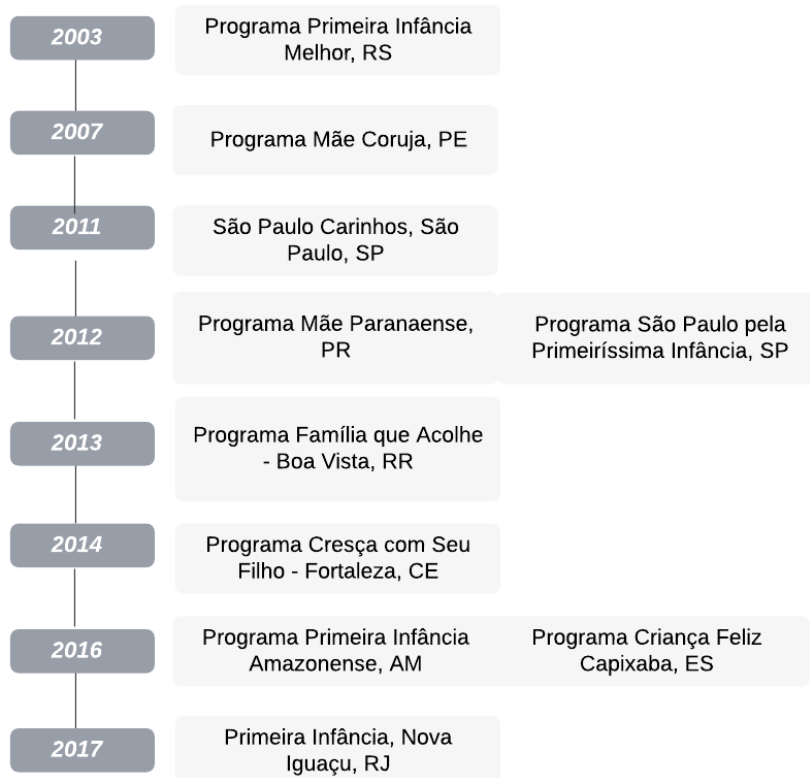 2003
Programa Primeira Infância
Melhor, RS
2007
Programa Mãe Coruja, PE
2011
São Paulo Carinhos, São
Paulo, SP
2012
Programa Mãe Paranaense,
PR
Programa São Paulo pela
Primeiríssima Infância, SP
2013
Programa Família que Acolhe
- Boa Vista, RR
2014
Programa Cresça com Seu
Filho - Fortaleza, CE
2016
Programa Primeira Infância
Amazonense, AM
Programa Criança Feliz
Capixaba, ES
2017
Primeira Infância, Nova
Iguaçu, RJ